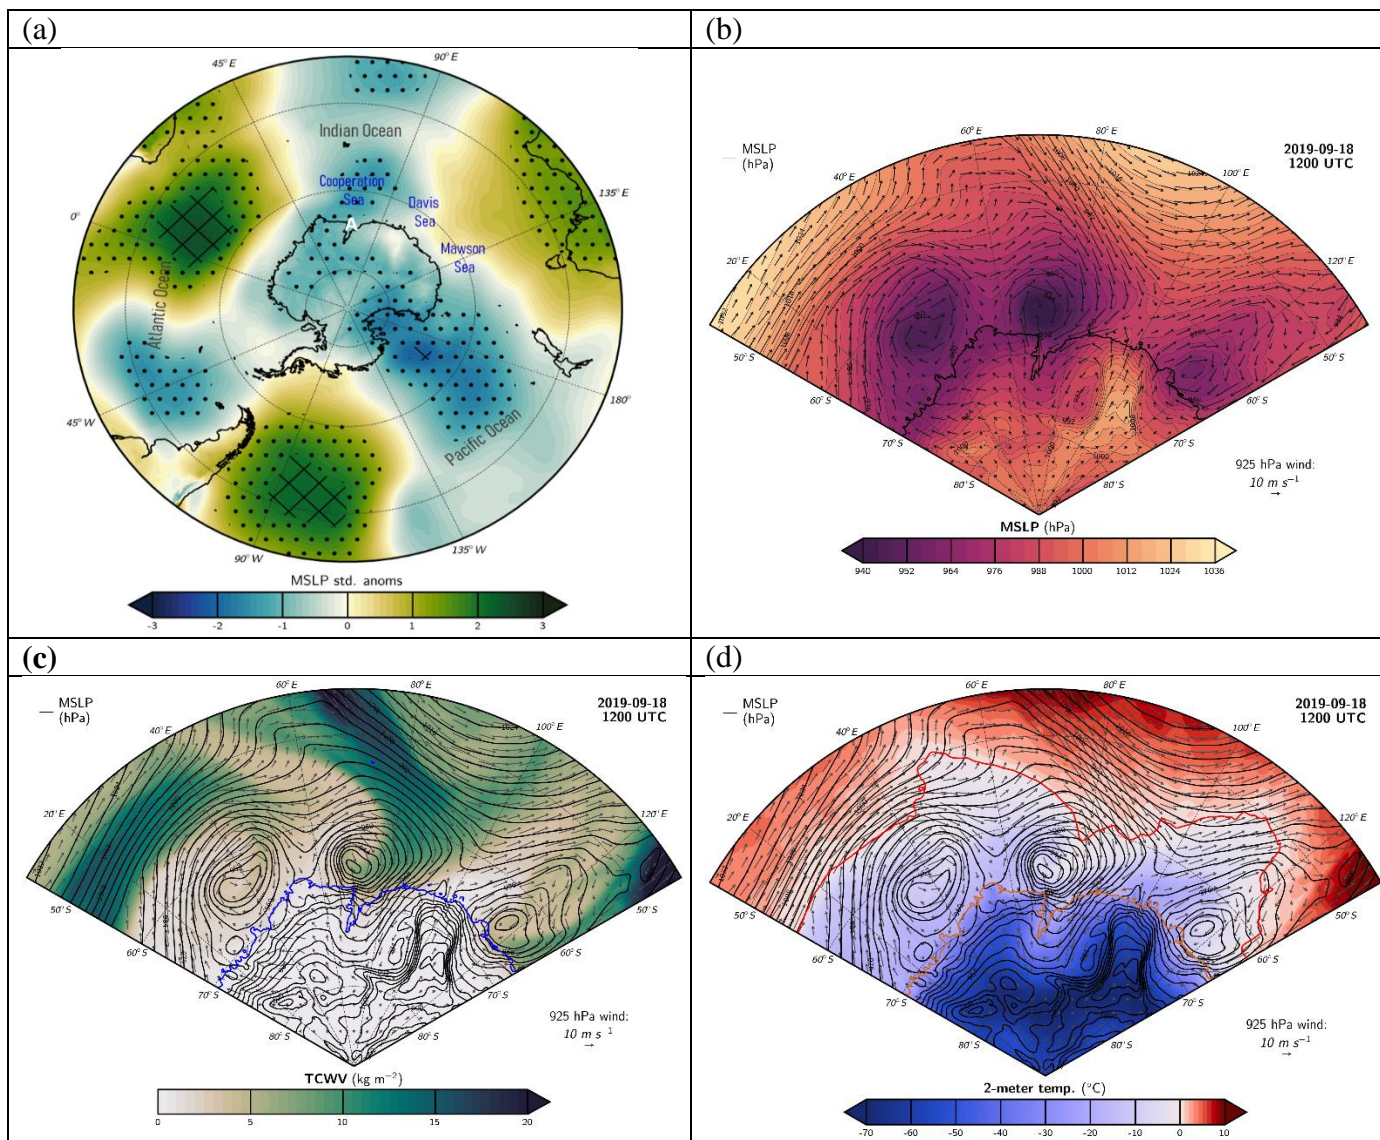 (a)
(b)
45° E
90° E
Indian Ocean
Cooperation
Sea
A
Davis
Sea
Mawson
Sea
135° E
0°
Atlantic Ocean
45° W
Pacific Ocean
180°
90° W
135° W
MSLP std. anoms
-3 -2 -1 0 1 2 3
MSLP
(hPa)
2019-09-18
1200 UTC
60° E
80° E
40° E
100° E
20° E
120° E
50° S
50° S
60° S
60° S
70° S
70° S
80° S
80° S
925 hPa wind:
10 m s⁻¹
MSLP (hPa)
940 952 964 976 988 1000 1012 1024 1036
(c)
(d)
MSLP
(hPa)
2019-09-18
1200 UTC
60° E
80° E
40° E
100° E
20° E
120° E
50° S
50° S
60° S
60° S
70° S
70° S
80° S
80° S
925 hPa wind:
10 m s⁻¹
TCWV (kg m⁻²)
0 5 10 15 20
MSLP
(hPa)
2019-09-18
1200 UTC
60° E
80° E
40° E
100° E
20° E
120° E
50° S
50° S
60° S
60° S
70° S
70° S
80° S
80° S
925 hPa wind:
10 m s⁻¹
2-meter temp. (°C)
-70 -60 -50 -40 -30 -20 -10 0 10